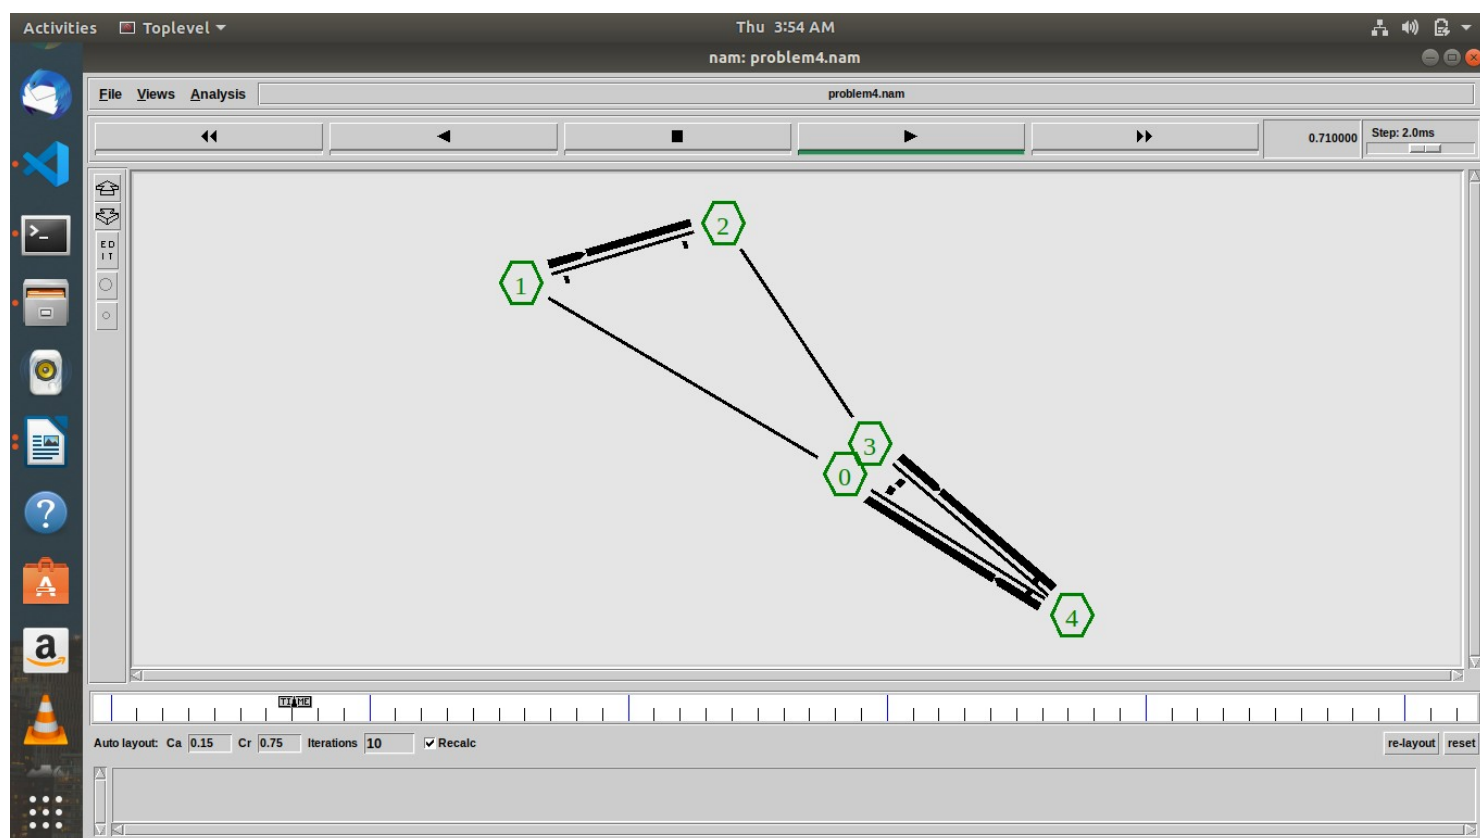 Activities Toplevel Thu 3:54 AM
nam: problem4.nam
File Views Analysis problem4.nam
0.710000 Step: 2.0ms
ED
IT
2
1
3
0
4
TIME
Auto layout: Ca 0.15 Cr 0.75 Iterations 10 Recalc re-layout reset